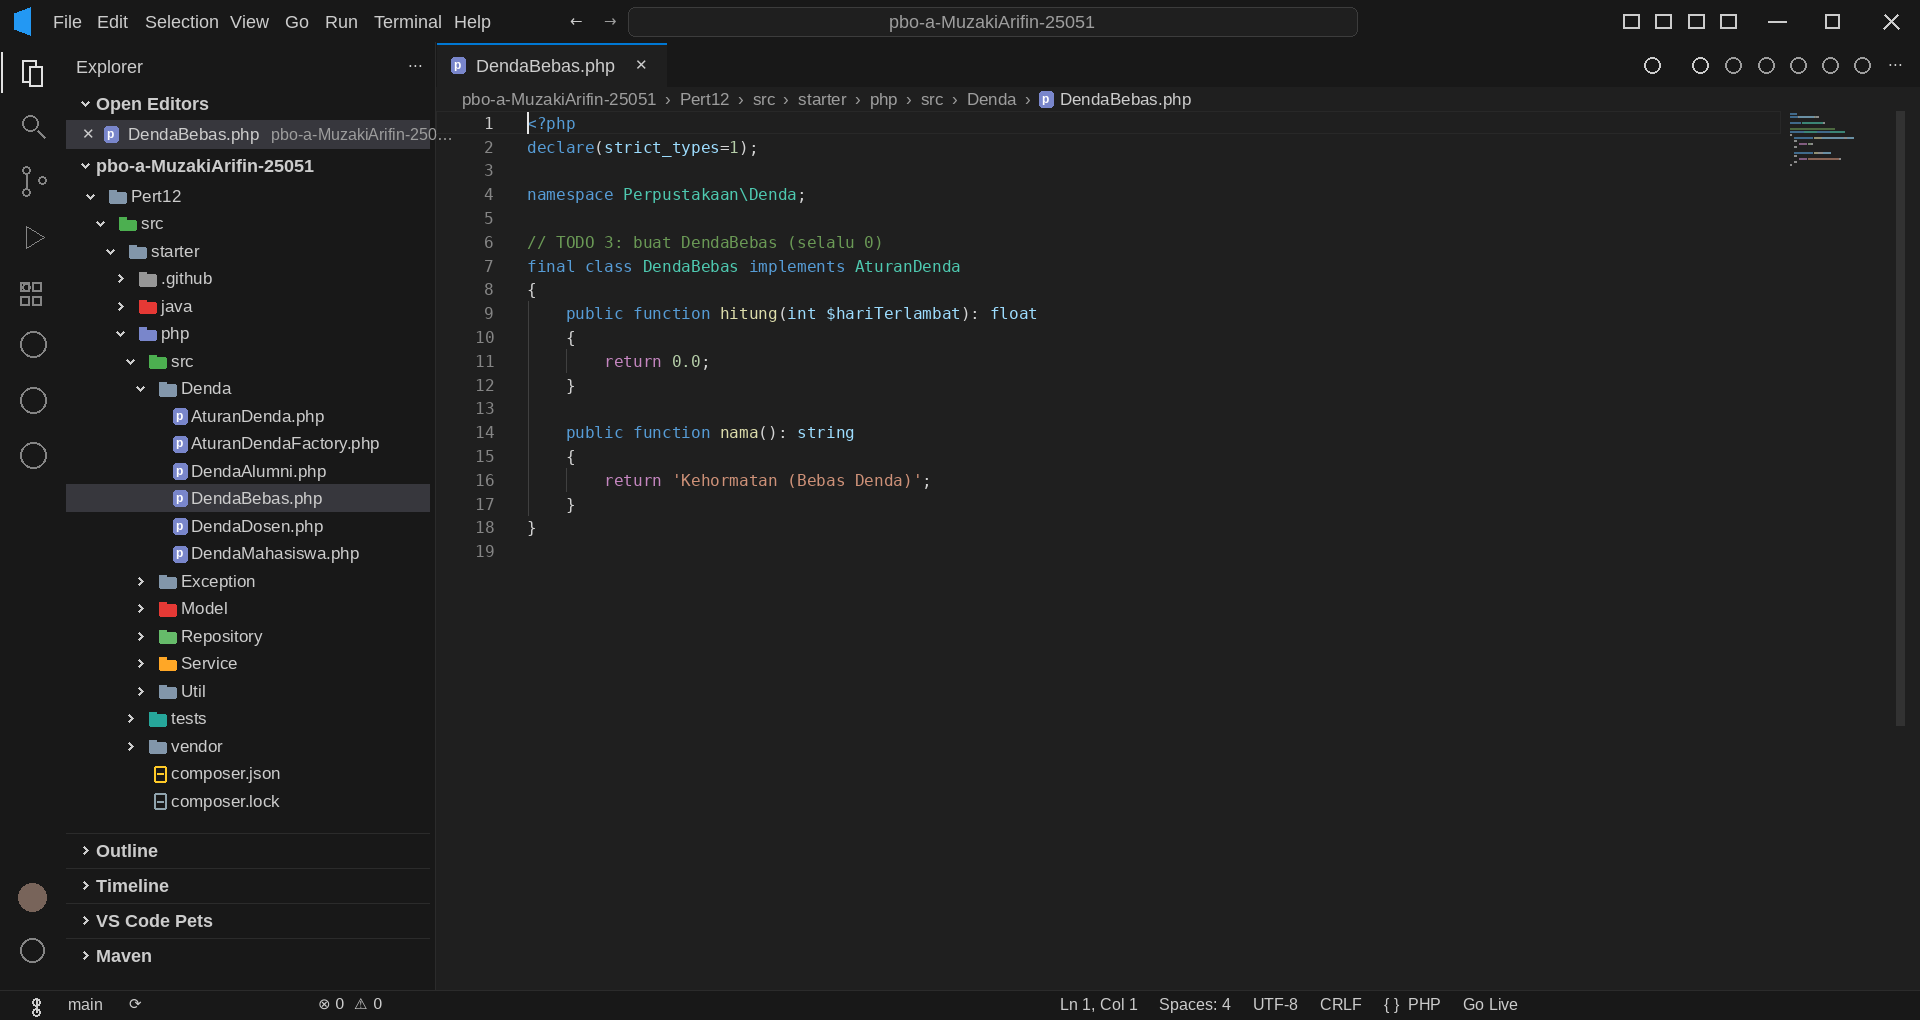 File Edit Selection View Go Run Terminal Help ← → pbo-a-MuzakiArifin-25051
Explorer ···
Open Editors
× DendaBebas.php pbo-a-MuzakiArifin-250...
pbo-a-MuzakiArifin-25051
Pert12
src
starter
.github
java
php
src
Denda
AturanDenda.php
AturanDendaFactory.php
DendaAlumni.php
DendaBebas.php
DendaDosen.php
DendaMahasiswa.php
Exception
Model
Repository
Service
Util
tests
vendor
composer.json
composer.lock
Outline
Timeline
VS Code Pets
Maven
DendaBebas.php × ···
pbo-a-MuzakiArifin-25051 › Pert12 › src › starter › php › src › Denda › DendaBebas.php
1 <?php
2 declare(strict_types=1);
3
4 namespace Perpustakaan\Denda;
5
6 // TODO 3: buat DendaBebas (selalu 0)
7 final class DendaBebas implements AturanDenda
8 {
9     public function hitung(int $hariTerlambat): float
10     {
11         return 0.0;
12     }
13
14     public function nama(): string
15     {
16         return 'Kehormatan (Bebas Denda)';
17     }
18 }
19
main ⟳ ⊗ 0 ⚠ 0 Ln 1, Col 1 Spaces: 4 UTF-8 CRLF { } PHP Go Live